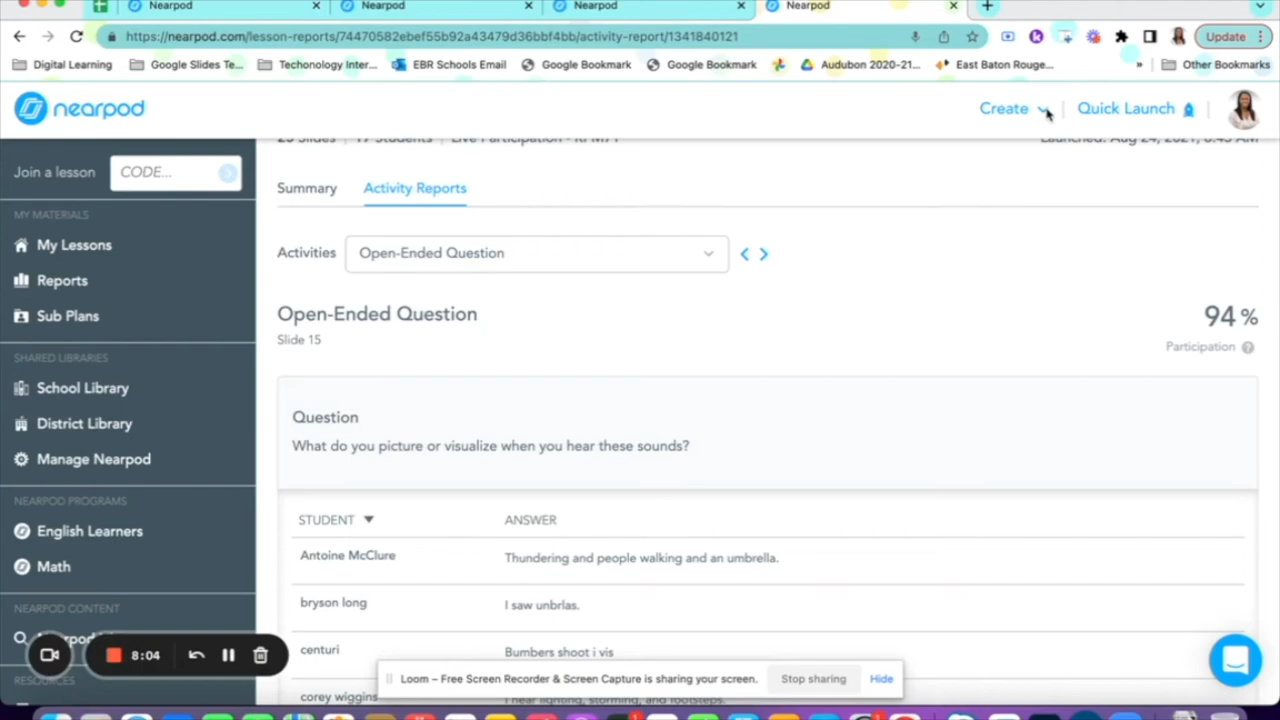 Nearpod
Nearpod
Nearpod
Nearpod
https://nearpod.com/lesson-reports/74470582ebef55b92a43479d36bbf4bb/activity-report/1341840121
Update
Digital Learning
Google Slides Te...
Techonology Inter...
EBR Schools Email
Google Bookmark
Google Bookmark
Audubon 2020-21...
East Baton Rouge...
»
Other Bookmarks
nearpod
Create
Quick Launch
Join a lesson
CODE...
MY MATERIALS
My Lessons
Reports
Sub Plans
SHARED LIBRARIES
School Library
District Library
Manage Nearpod
NEARPOD PROGRAMS
English Learners
Math
NEARPOD CONTENT
Nearpod
RESOURCES
Launched: Aug 24, 2021,
Summary
Activity Reports
Activities
Open-Ended Question
Open-Ended Question
Slide 15
94 %
Participation
Question
What do you picture or visualize when you hear these sounds?
STUDENT
ANSWER
Antoine McClure
Thundering and people walking and an umbrella.
bryson long
I saw unbrlas.
centuri
Bumbers shoot i vis
corey wiggins
I hear lighting, storming, and footsteps.
8:04
Loom – Free Screen Recorder & Screen Capture is sharing your screen.
Stop sharing
Hide